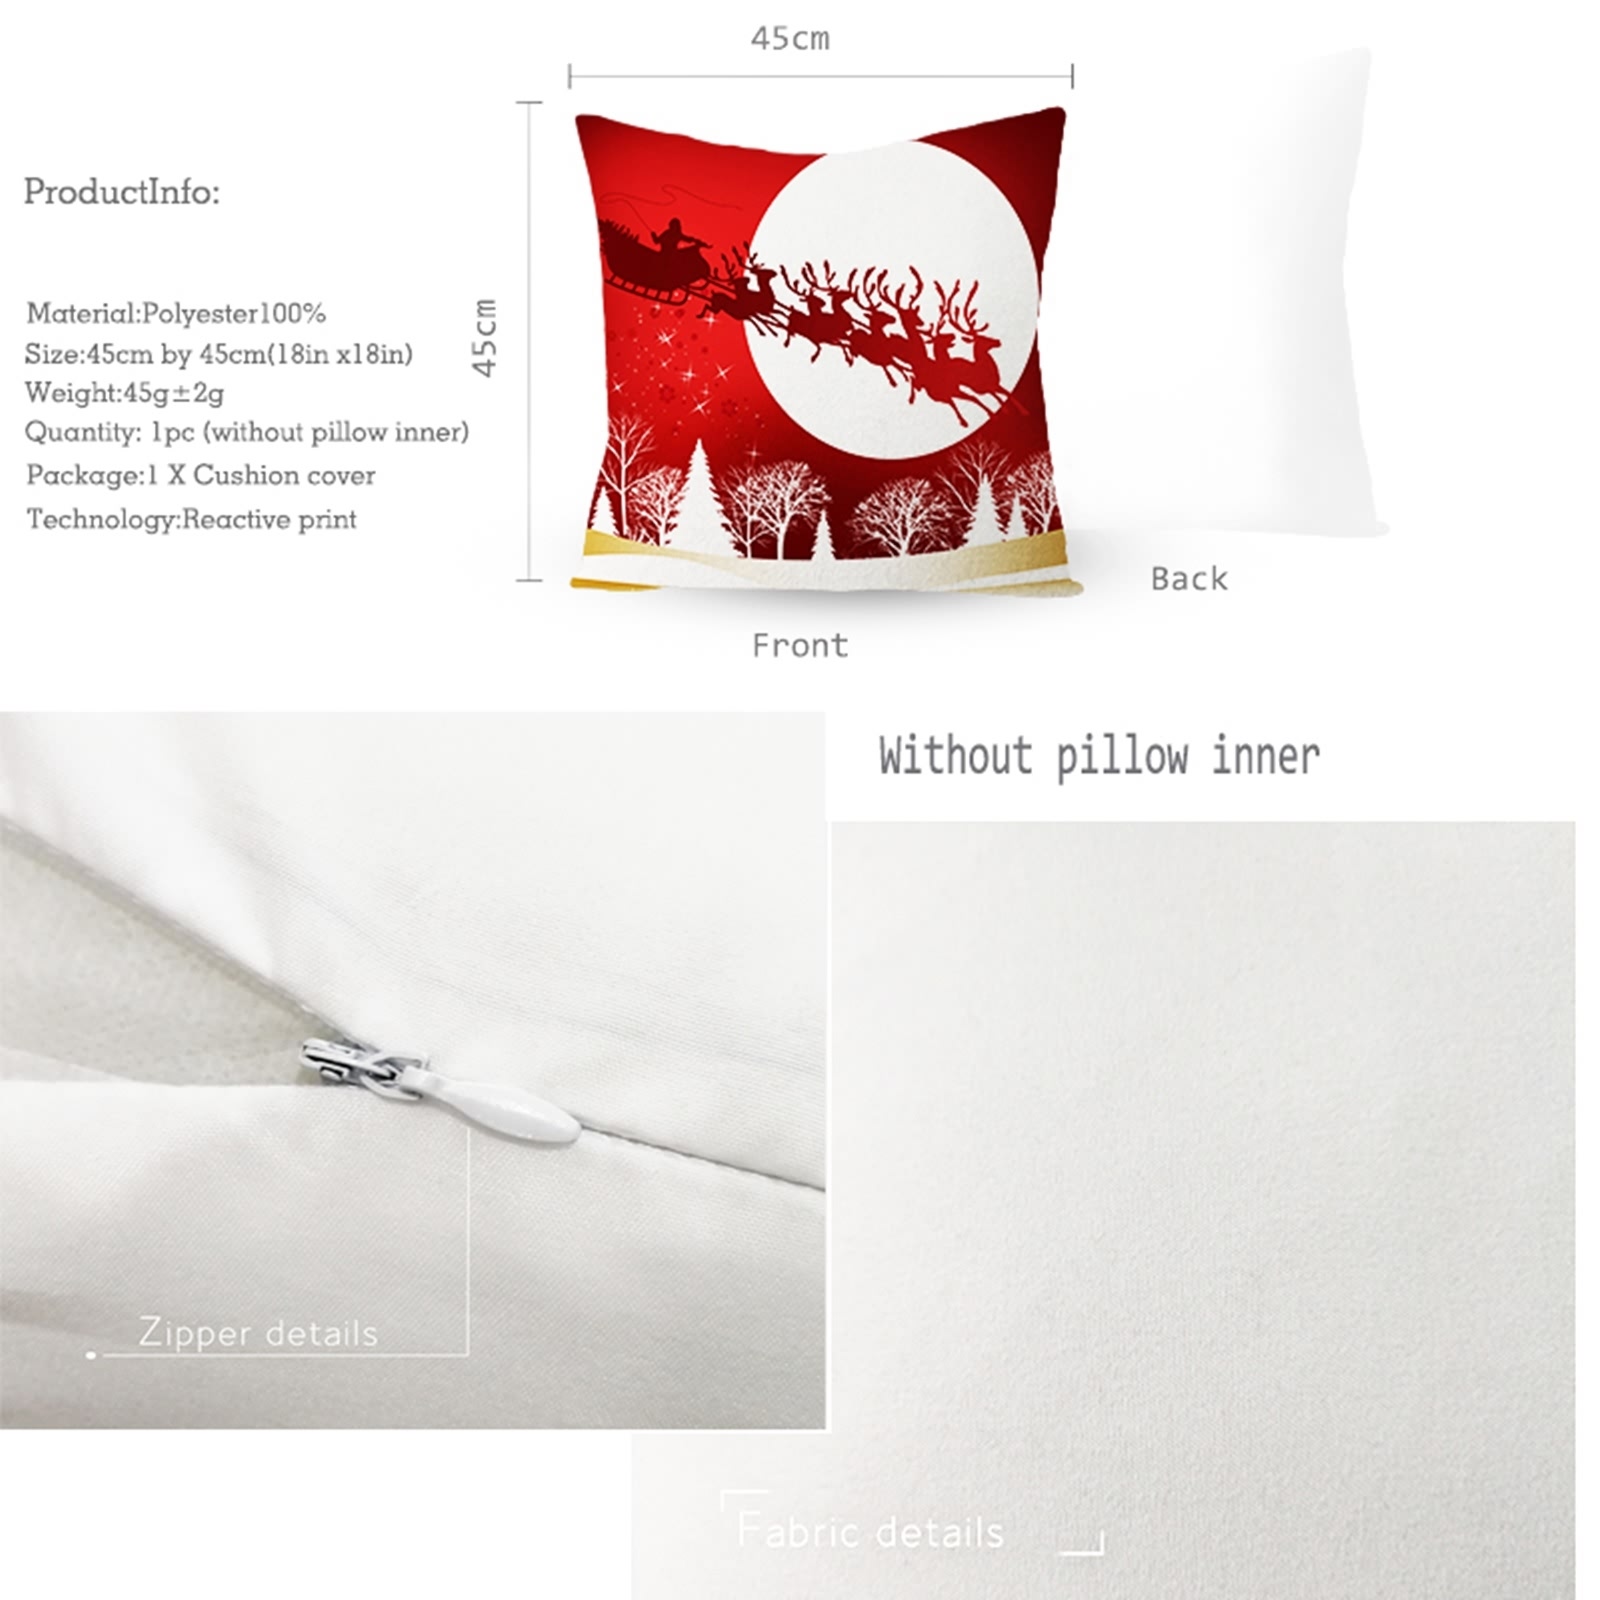 45cm
45cm
ProductInfo:
Material:Polyester100%
Size:45cm by 45cm(18in x18in)
Weight:45g±2g
Quantity: 1pc (without pillow inner)
Package:1 X Cushion cover
Technology:Reactive print
Back
Front
Without pillow inner
Zipper details
Fabric details